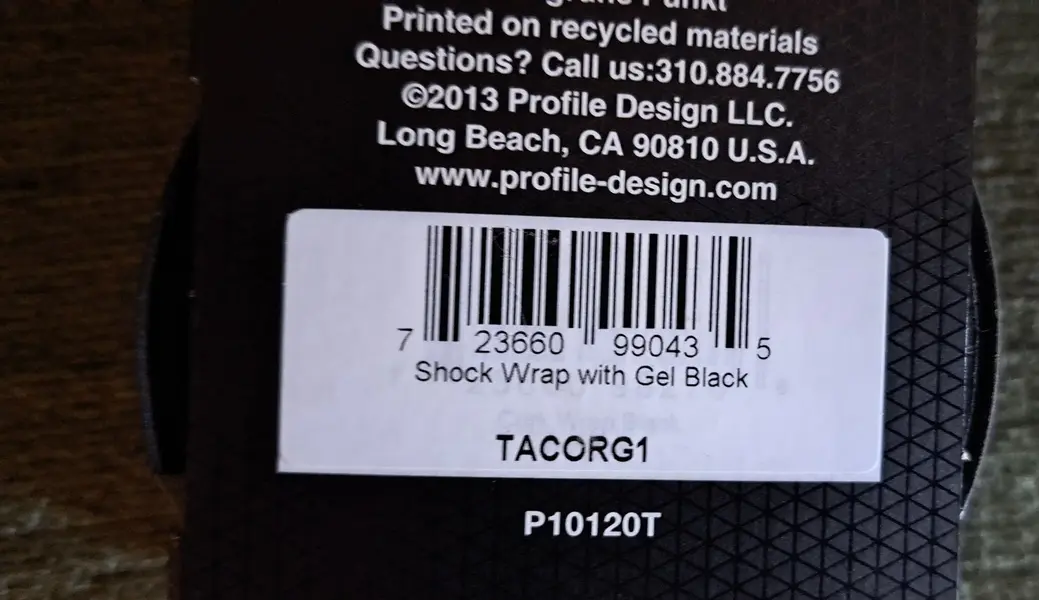 Printed on recycled materials
Questions? Call us:310.884.7756
©2013 Profile Design LLC.
Long Beach, CA 90810 U.S.A.
www.profile-design.com
7 23660 99043 5
Shock Wrap with Gel Black
TACORG1
P10120T